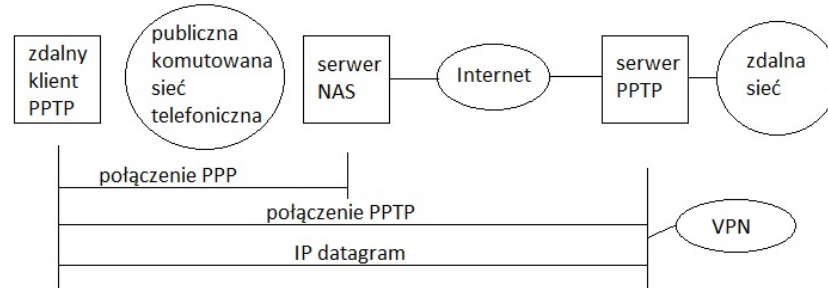 zdalny
klient
PPTP
publiczna
komutowana
sieć
telefoniczna
serwer
NAS
Internet
serwer
PPTP
zdalna
sieć
połączenie PPP
połączenie PPTP
VPN
IP datagram